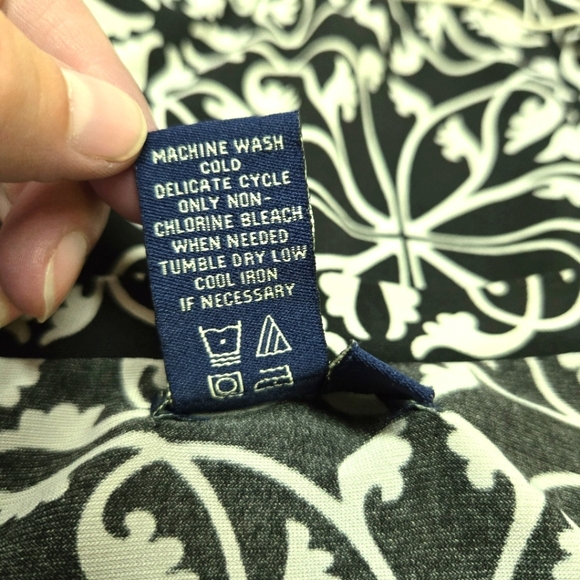 MACHINE WASH
COLD
DELICATE CYCLE
ONLY NON-
CHLORINE BLEACH
WHEN NEEDED
TUMBLE DRY LOW
COOL IRON
IF NECESSARY